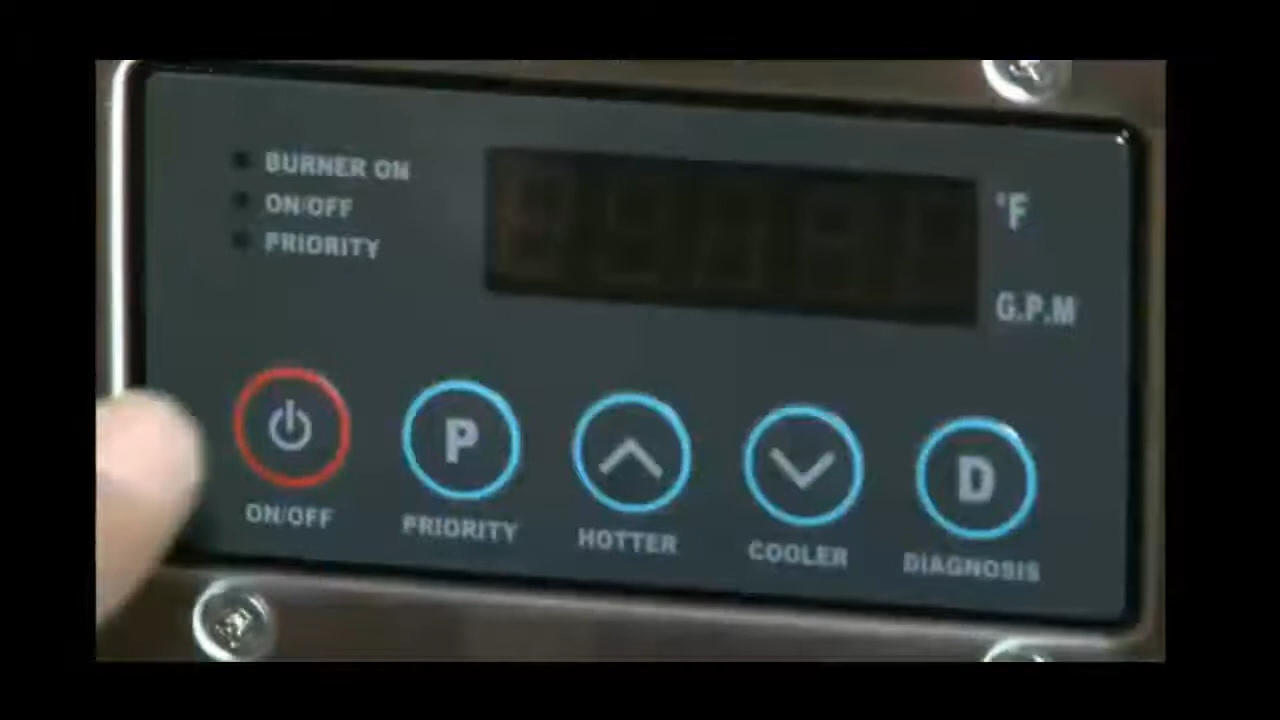 BURNER ON
ON/OFF
PRIORITY
°F
G.P.M
P
D
ON/OFF
PRIORITY
HOTTER
COOLER
DIAGNOSIS